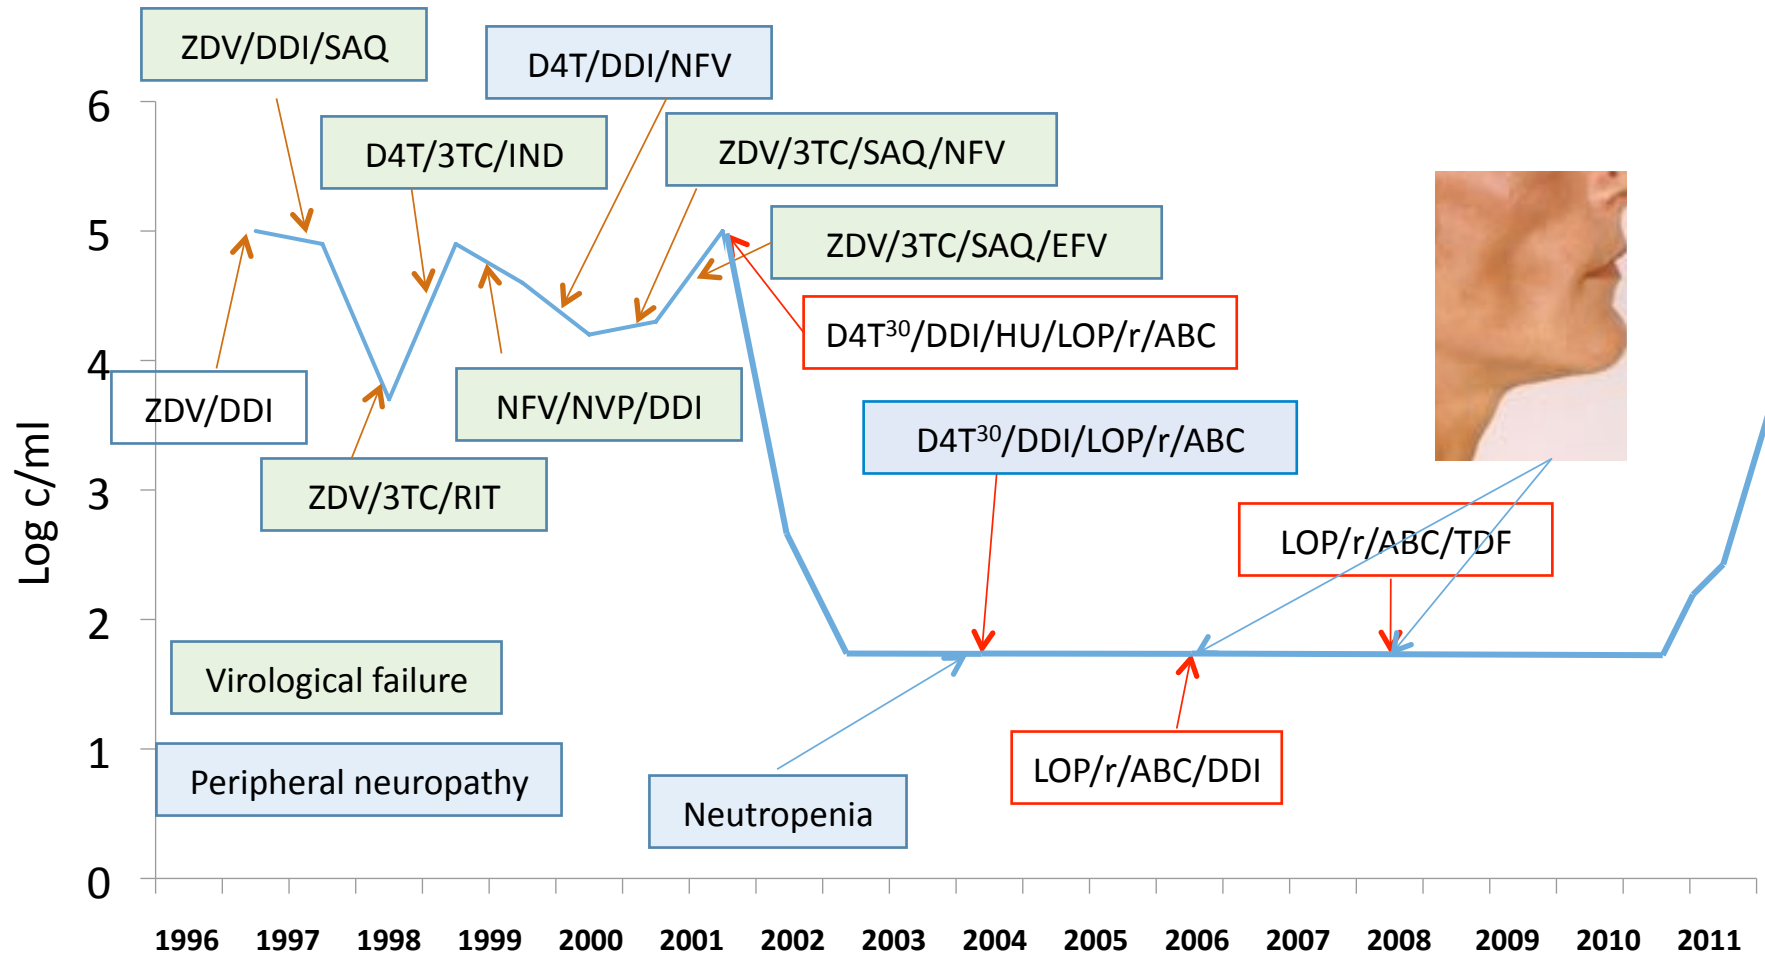 ZDV/DDI/SAQ
D4T/DDI/NFV
D4T/3TC/IND
ZDV/3TC/SAQ/NFV
ZDV/3TC/SAQ/EFV
D4T³⁰/DDI/HU/LOP/r/ABC
ZDV/DDI
NFV/NVP/DDI
D4T³⁰/DDI/LOP/r/ABC
ZDV/3TC/RIT
LOP/r/ABC/TDF
Virological failure
Peripheral neuropathy
Neutropenia
LOP/r/ABC/DDI
Log c/ml
6
5
4
3
2
1
0
1996 1997 1998 1999 2000 2001 2002 2003 2004 2005 2006 2007 2008 2009 2010 2011